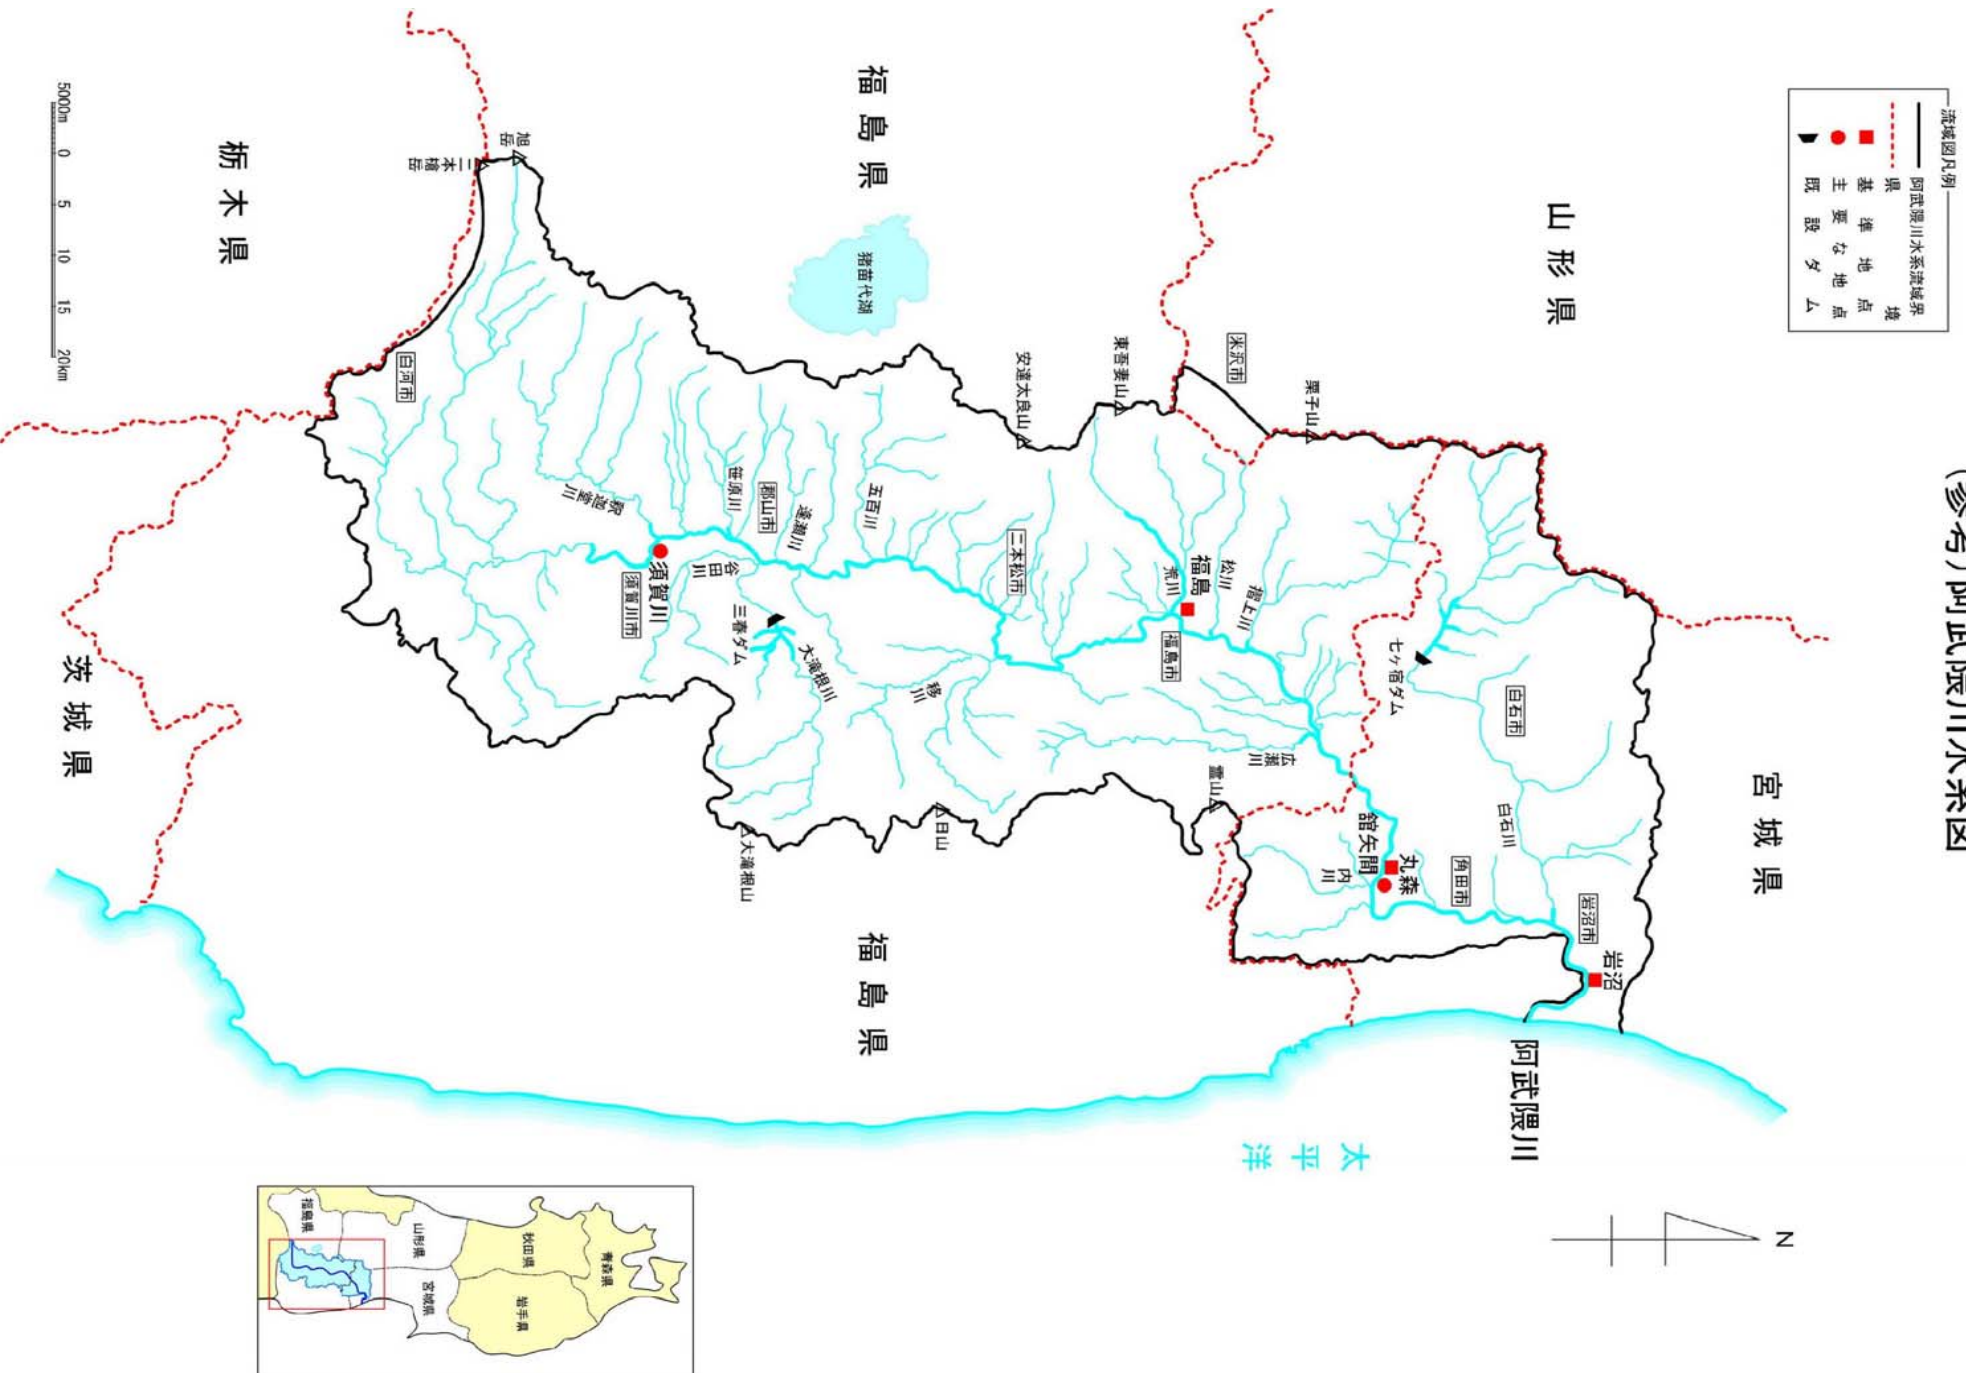 (参考)阿武隈川水系図
流域図凡例
阿武隈川水系流域界
県境
基準地点
主要な地点
既設ダム
山形県
宮城県
福島県
栃木県
茨城県
福島県
太平洋
阿武隈川
N
5000m 0 5 10 15 20km
猪苗代湖
旭岳
二本檜岳
安達太良山
東吾妻山
栗子山
霊山
日山
大滝根山
米沢市
白河市
須賀川市
郡山市
二本松市
福島市
白石市
角田市
岩沼市
須賀川
福島
舘矢間
丸森
岩沼
釈迦堂川
笹原川
逢瀬川
五百川
谷田川
三春ダム
大滝根川
移川
荒川
松川
摺上川
広瀬川
七ヶ宿ダム
白石川
内川
青森県
秋田県
岩手県
山形県
宮城県
福島県